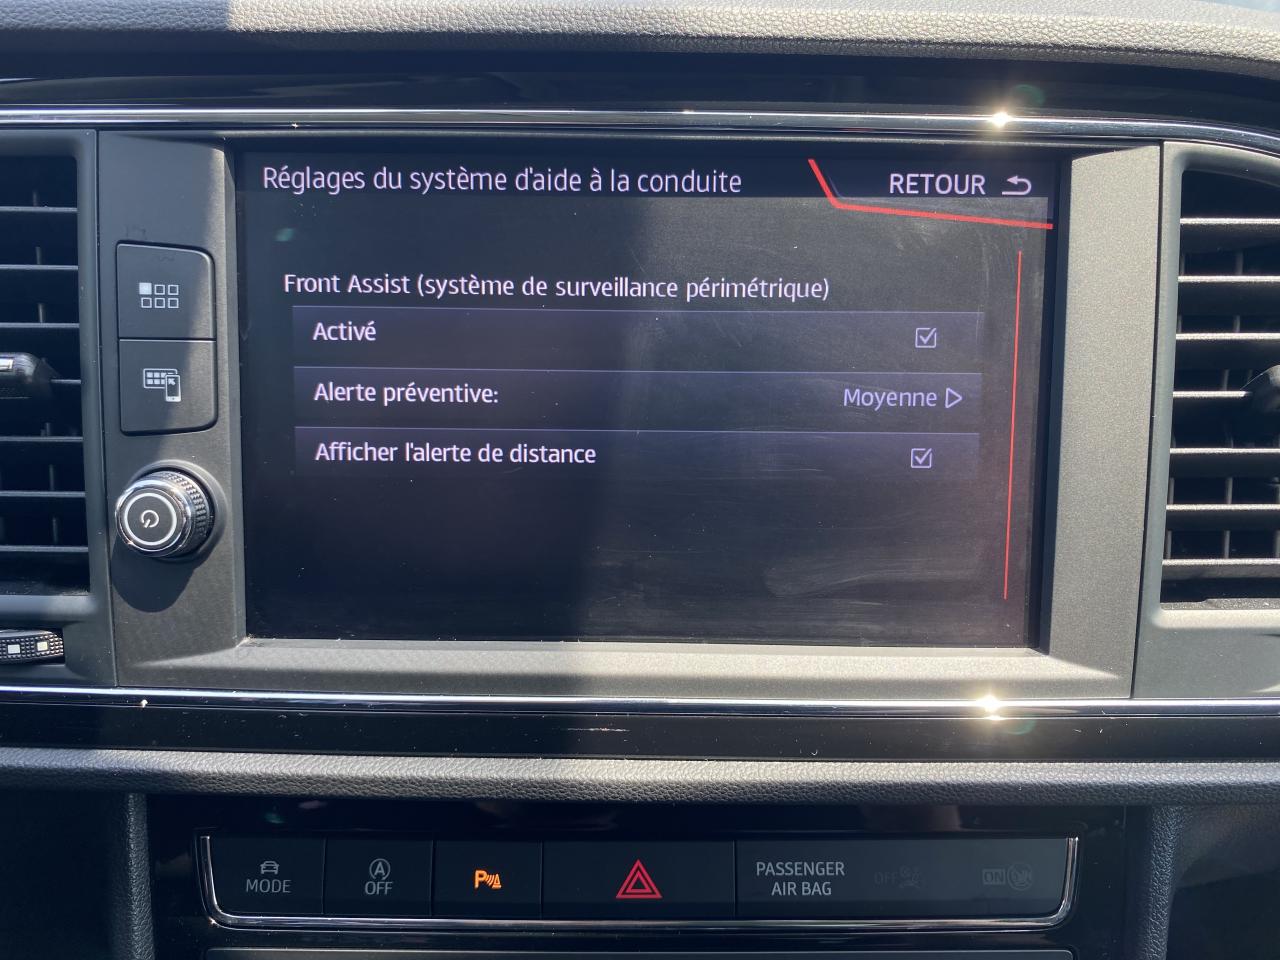 Réglages du système d'aide à la conduite
RETOUR
Front Assist (système de surveillance périmétrique)
Activé
Alerte préventive:
Moyenne
Afficher l'alerte de distance
MODE
A
OFF
P
PASSENGER
AIR BAG
OFF
ON